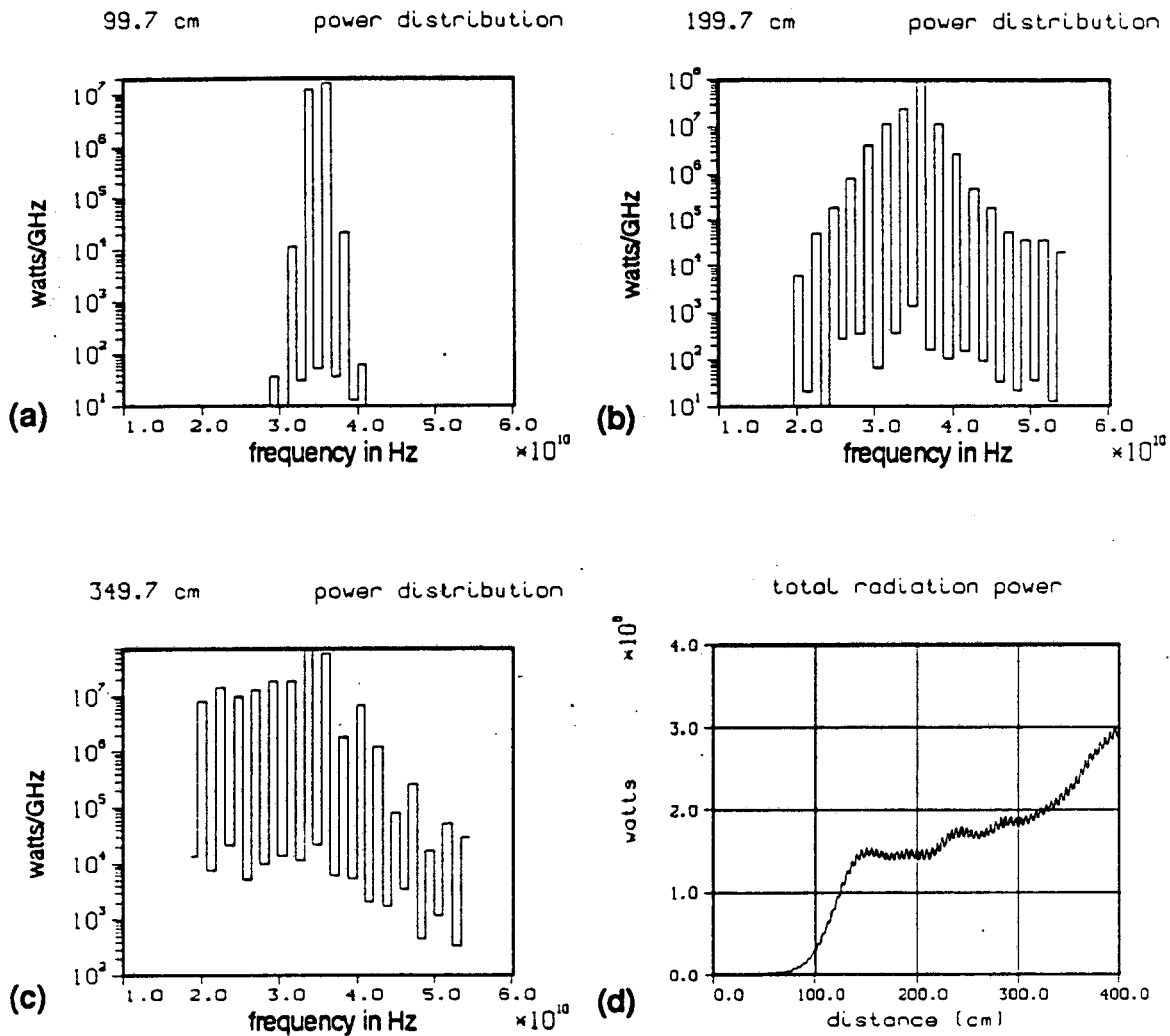 99.7 cm power distribution
10⁷
10⁶
10⁵
10⁴
10³
10²
10¹
watts/GHz
1.0 2.0 3.0 4.0 5.0 6.0
×10¹⁰
frequency in Hz
(a)
199.7 cm power distribution
10⁸
10⁷
10⁶
10⁵
10⁴
10³
10²
10¹
watts/GHz
1.0 2.0 3.0 4.0 5.0 6.0
×10¹⁰
frequency in Hz
(b)
349.7 cm power distribution
10⁷
10⁶
10⁵
10⁴
10³
10²
watts/GHz
1.0 2.0 3.0 4.0 5.0 6.0
×10¹⁰
frequency in Hz
(c)
total radiation power
×10⁸
4.0
3.0
2.0
1.0
0.0
watts
0.0 100.0 200.0 300.0 400.0
distance (cm)
(d)